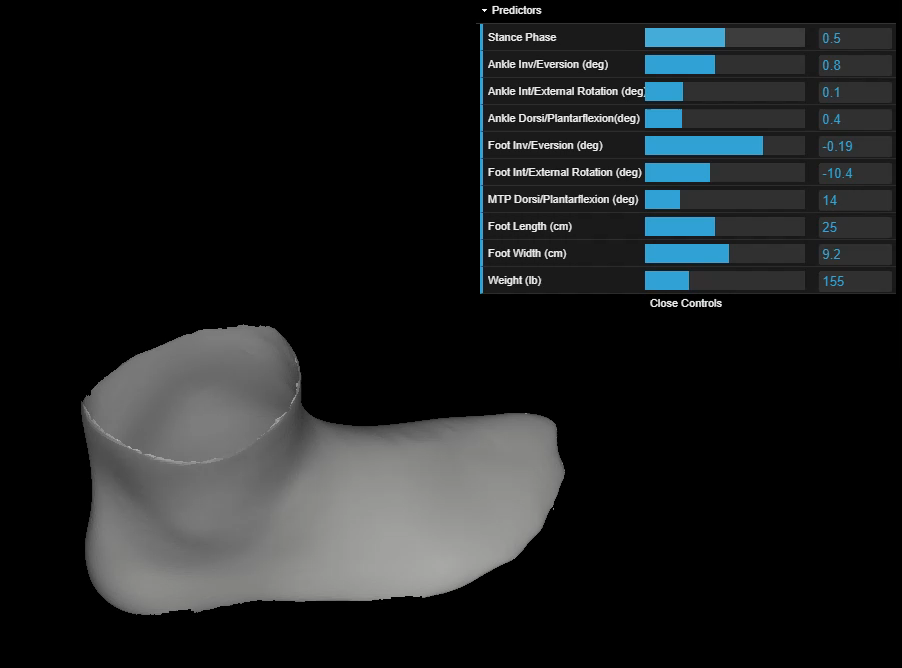 Predictors
Stance Phase 0.5
Ankle Inv/Eversion (deg) 0.8
Ankle Int/External Rotation (deg) 0.1
Ankle Dorsi/Plantarflexion(deg) 0.4
Foot Inv/Eversion (deg) -0.19
Foot Int/External Rotation (deg) -10.4
MTP Dorsi/Plantarflexion (deg) 14
Foot Length (cm) 25
Foot Width (cm) 9.2
Weight (lb) 155
Close Controls